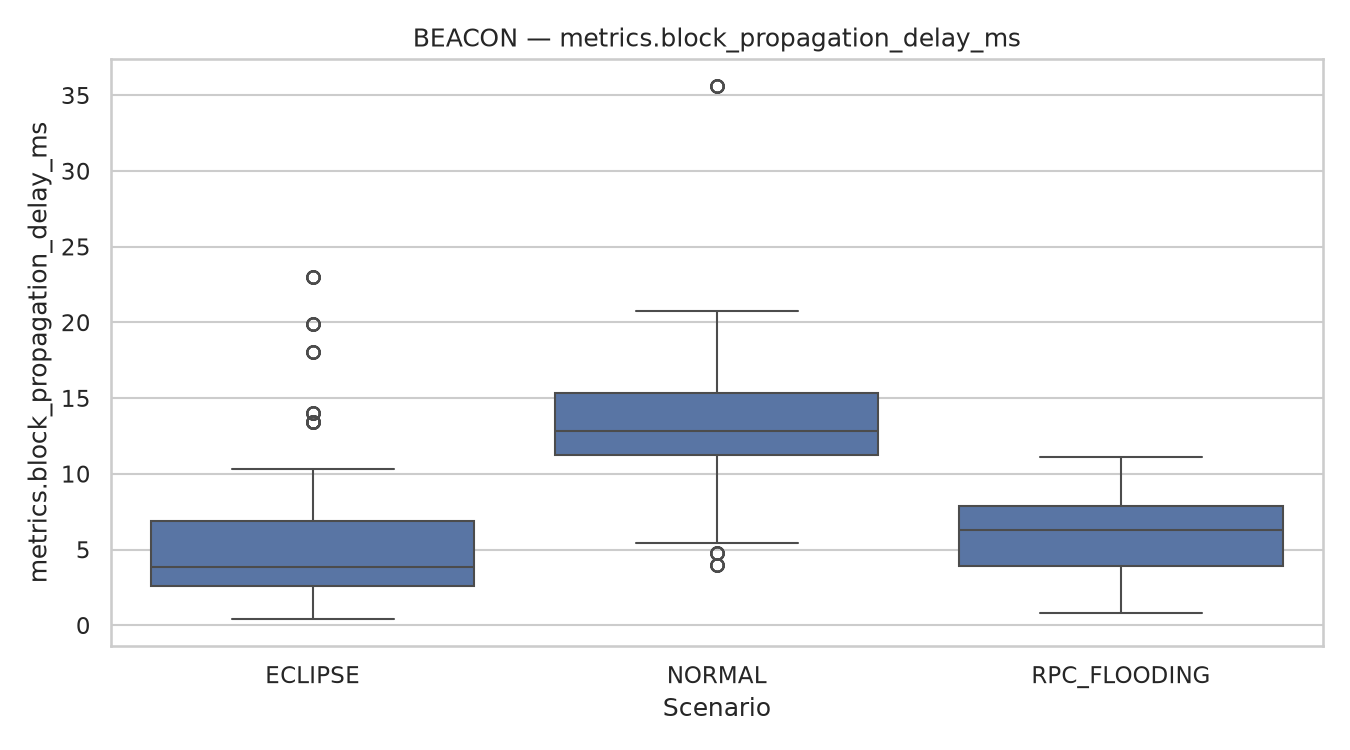 BEACON — metrics.block_propagation_delay_ms
metrics.block_propagation_delay_ms
35
30
25
20
15
10
5
0
ECLIPSE
NORMAL
RPC_FLOODING
Scenario